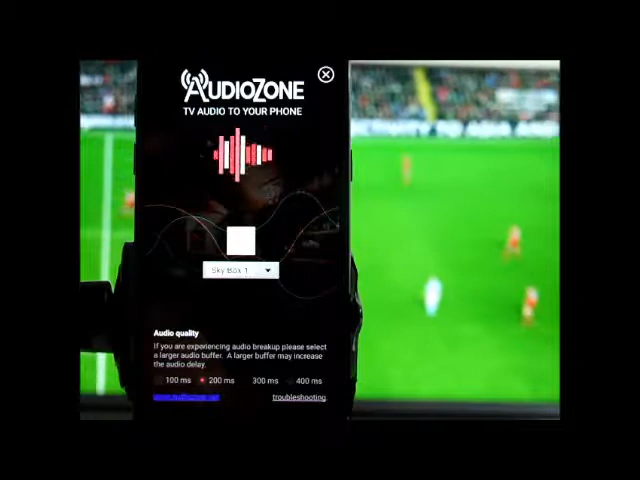 AUDIOZONE
TV AUDIO TO YOUR PHONE
Sky Box 1
Audio quality
If you are experiencing audio breakup please select
a larger audio buffer. A larger buffer may increase
the audio delay.
100 ms 200 ms 300 ms 400 ms
troubleshooting